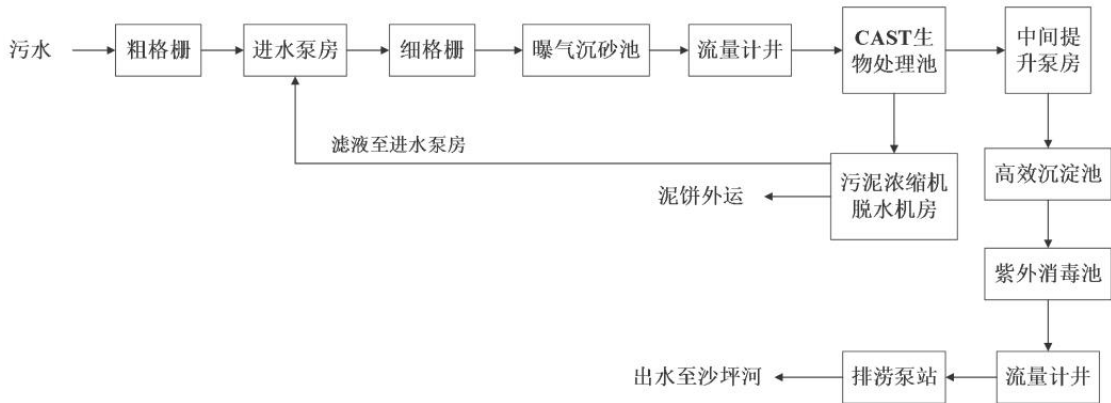 污水
粗格栅
进水泵房
细格栅
曝气沉砂池
流量计井
CAST生
物处理池
中间提
升泵房
滤液至进水泵房
泥饼外运
污泥浓缩机
脱水机房
高效沉淀池
紫外消毒池
出水至沙坪河
排涝泵站
流量计井